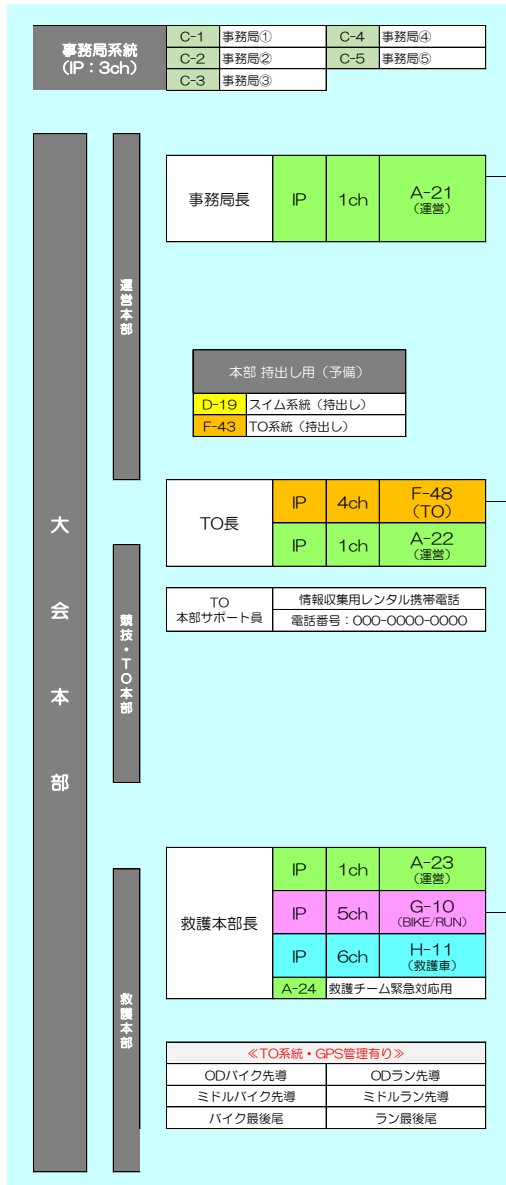 事務局系統
(IP：3ch)
C-1 事務局① C-4 事務局④
C-2 事務局② C-5 事務局⑤
C-3 事務局③
大会本部
運営本部
事務局長 IP 1ch A-21
(運営)
本部 持出し用（予備）
D-19 スイム系統（持出し）
F-43 TO系統（持出し）
競技・TO本部
TO長
IP 4ch F-48
(TO)
IP 1ch A-22
(運営)
TO
本部サポート員
情報収集用レンタル携帯電話
電話番号：000-0000-0000
救護本部
救護本部長
IP 1ch A-23
(運営)
IP 5ch G-10
(BIKE/RUN)
IP 6ch H-11
(救護車)
A-24 救護チーム緊急対応用
≪TO系統・GPS管理有り≫
ODバイク先導 ODラン先導
ミドルバイク先導 ミドルラン先導
バイク最後尾 ラン最後尾